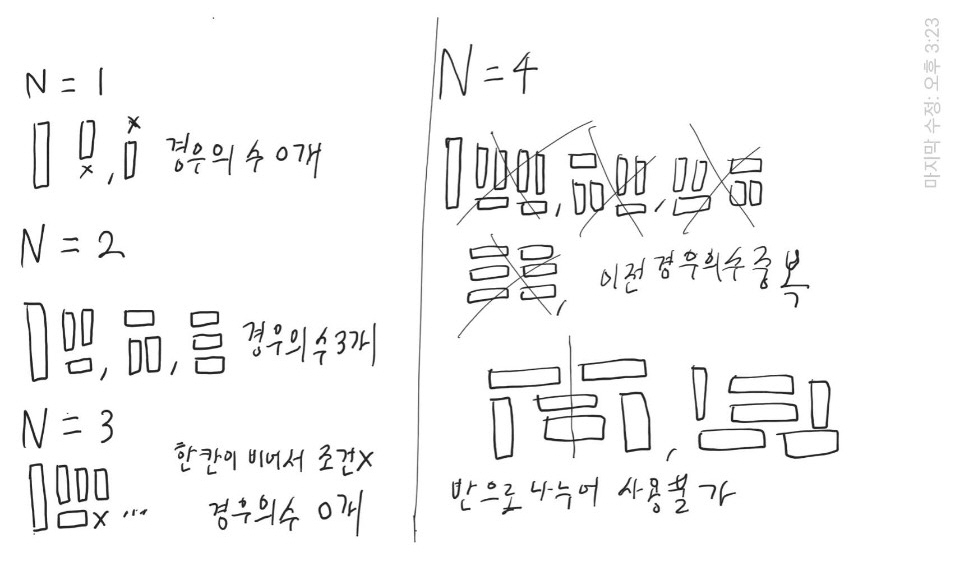 N = 1
x
x , 경우의 수 0개
N = 2
, , 경우의수3개
N = 3
한칸이 비어서 조건x
x ...
경우의수 0개
N = 4
, ,
, 이전 경우의수 중복
,
반으로 나누어 사용불가
마지막 수정: 오후 3:23